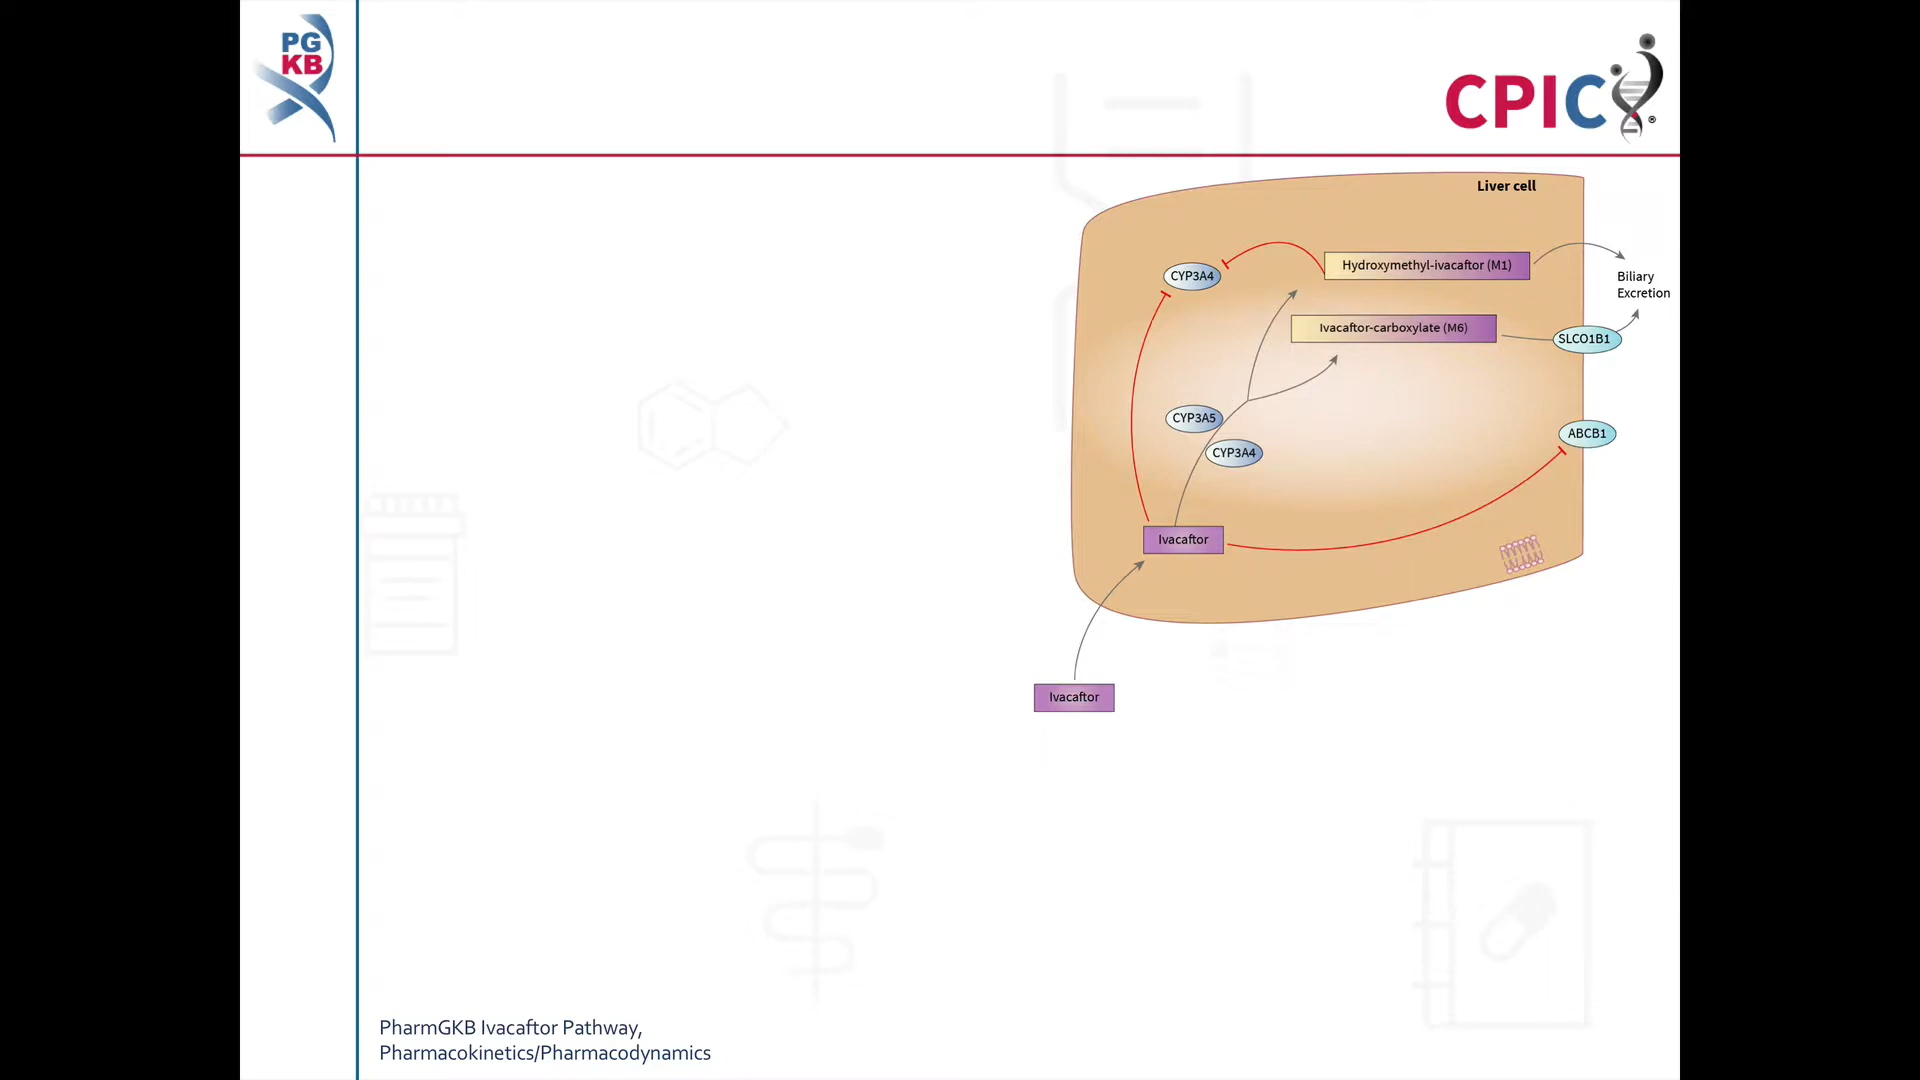 PG
KB
CPIC®
Liver cell
CYP3A4
Hydroxymethyl-ivacaftor (M1)
Biliary
Excretion
Ivacaftor-carboxylate (M6)
SLCO1B1
CYP3A5
ABCB1
CYP3A4
Ivacaftor
Ivacaftor
PharmGKB Ivacaftor Pathway,
Pharmacokinetics/Pharmacodynamics